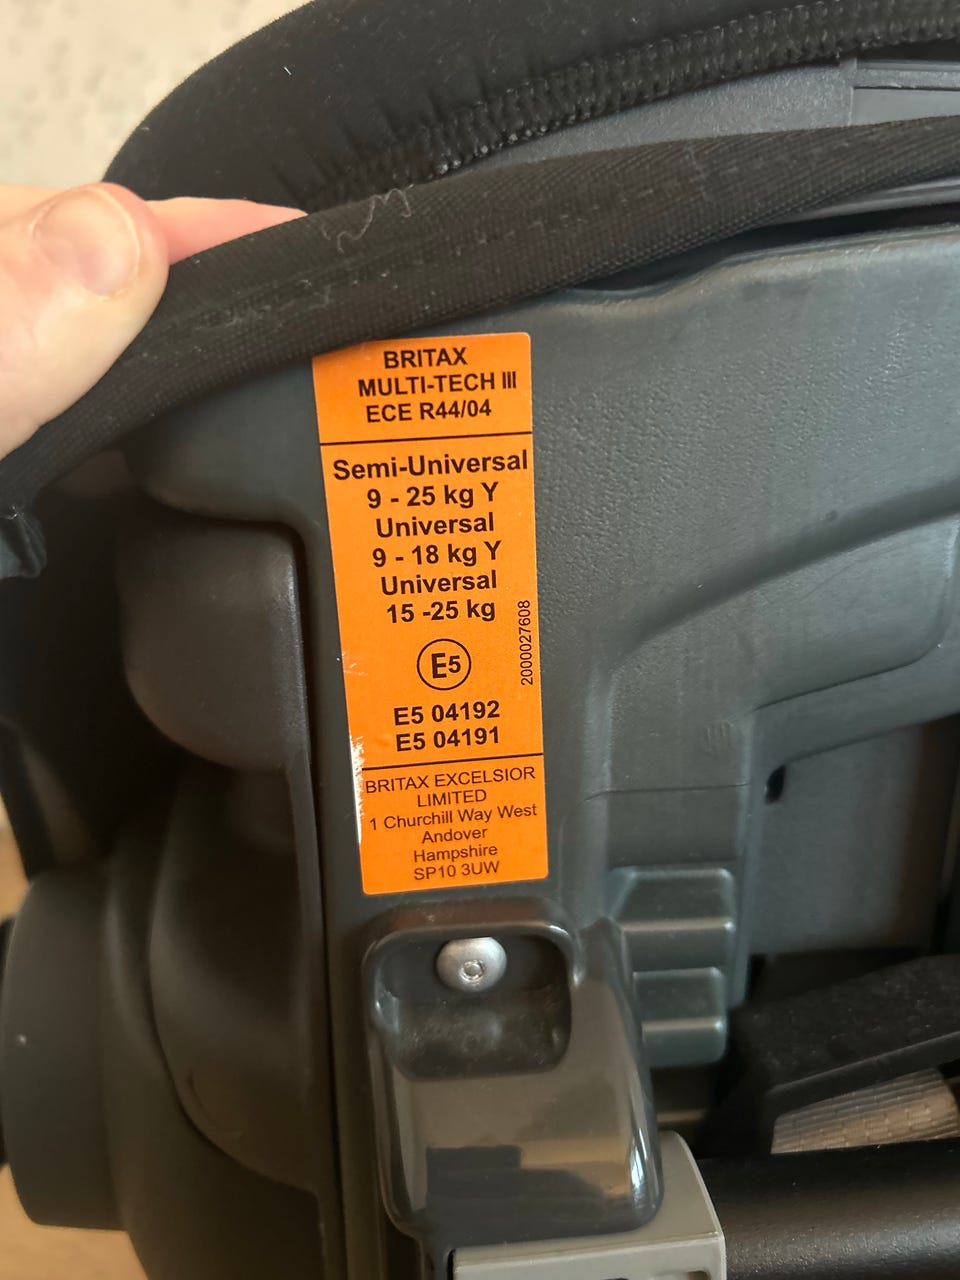 BRITAX
MULTI-TECH III
ECE R44/04
Semi-Universal
9 - 25 kg Y
Universal
9 - 18 kg Y
Universal
15 -25 kg
2000027608
E5
E5 04192
E5 04191
BRITAX EXCELSIOR
LIMITED
1 Churchill Way West
Andover
Hampshire
SP10 3UW